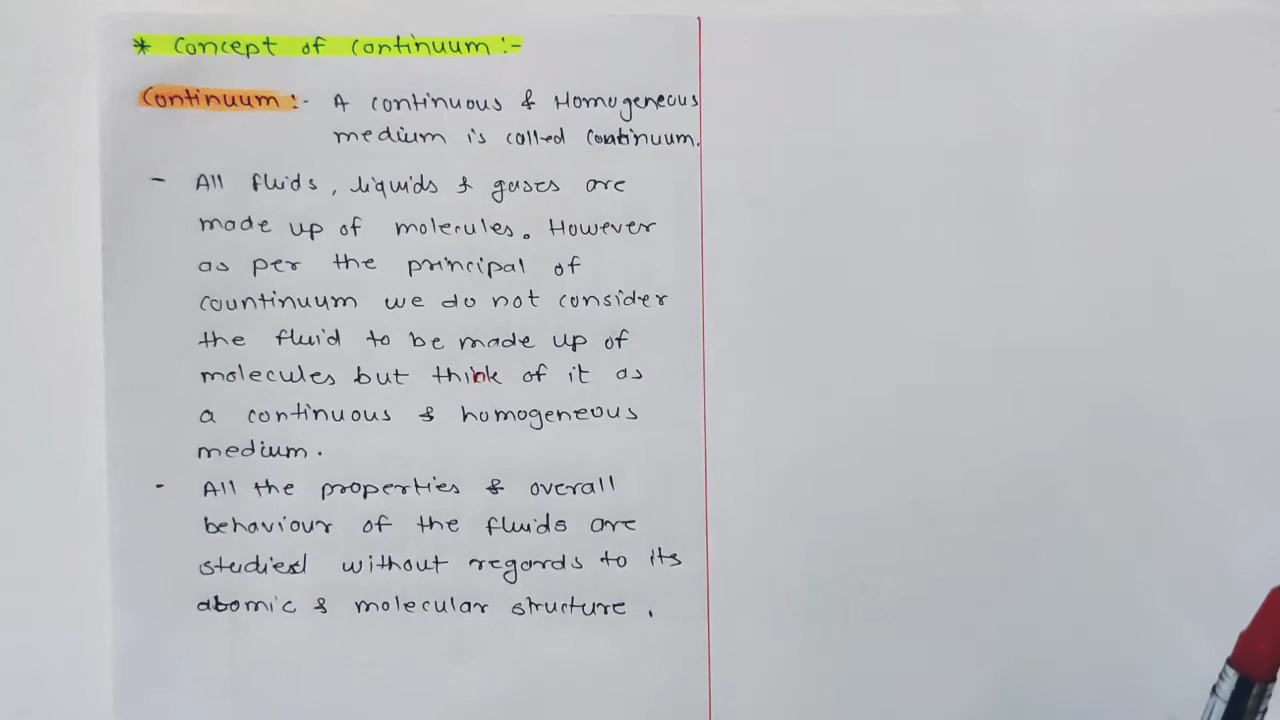 * Concept of Continuum :-
Continuum :- A continuous & Homogeneous
medium is called continuum.
- All fluids, liquids & gases are
made up of molecules. However
as per the principal of
countinuum we do not consider
the fluid to be made up of
molecules but think of it as
a continuous & homogeneous
medium.
- All the properties & overall
behaviour of the fluids are
studied without regards to its
atomic & molecular structure.